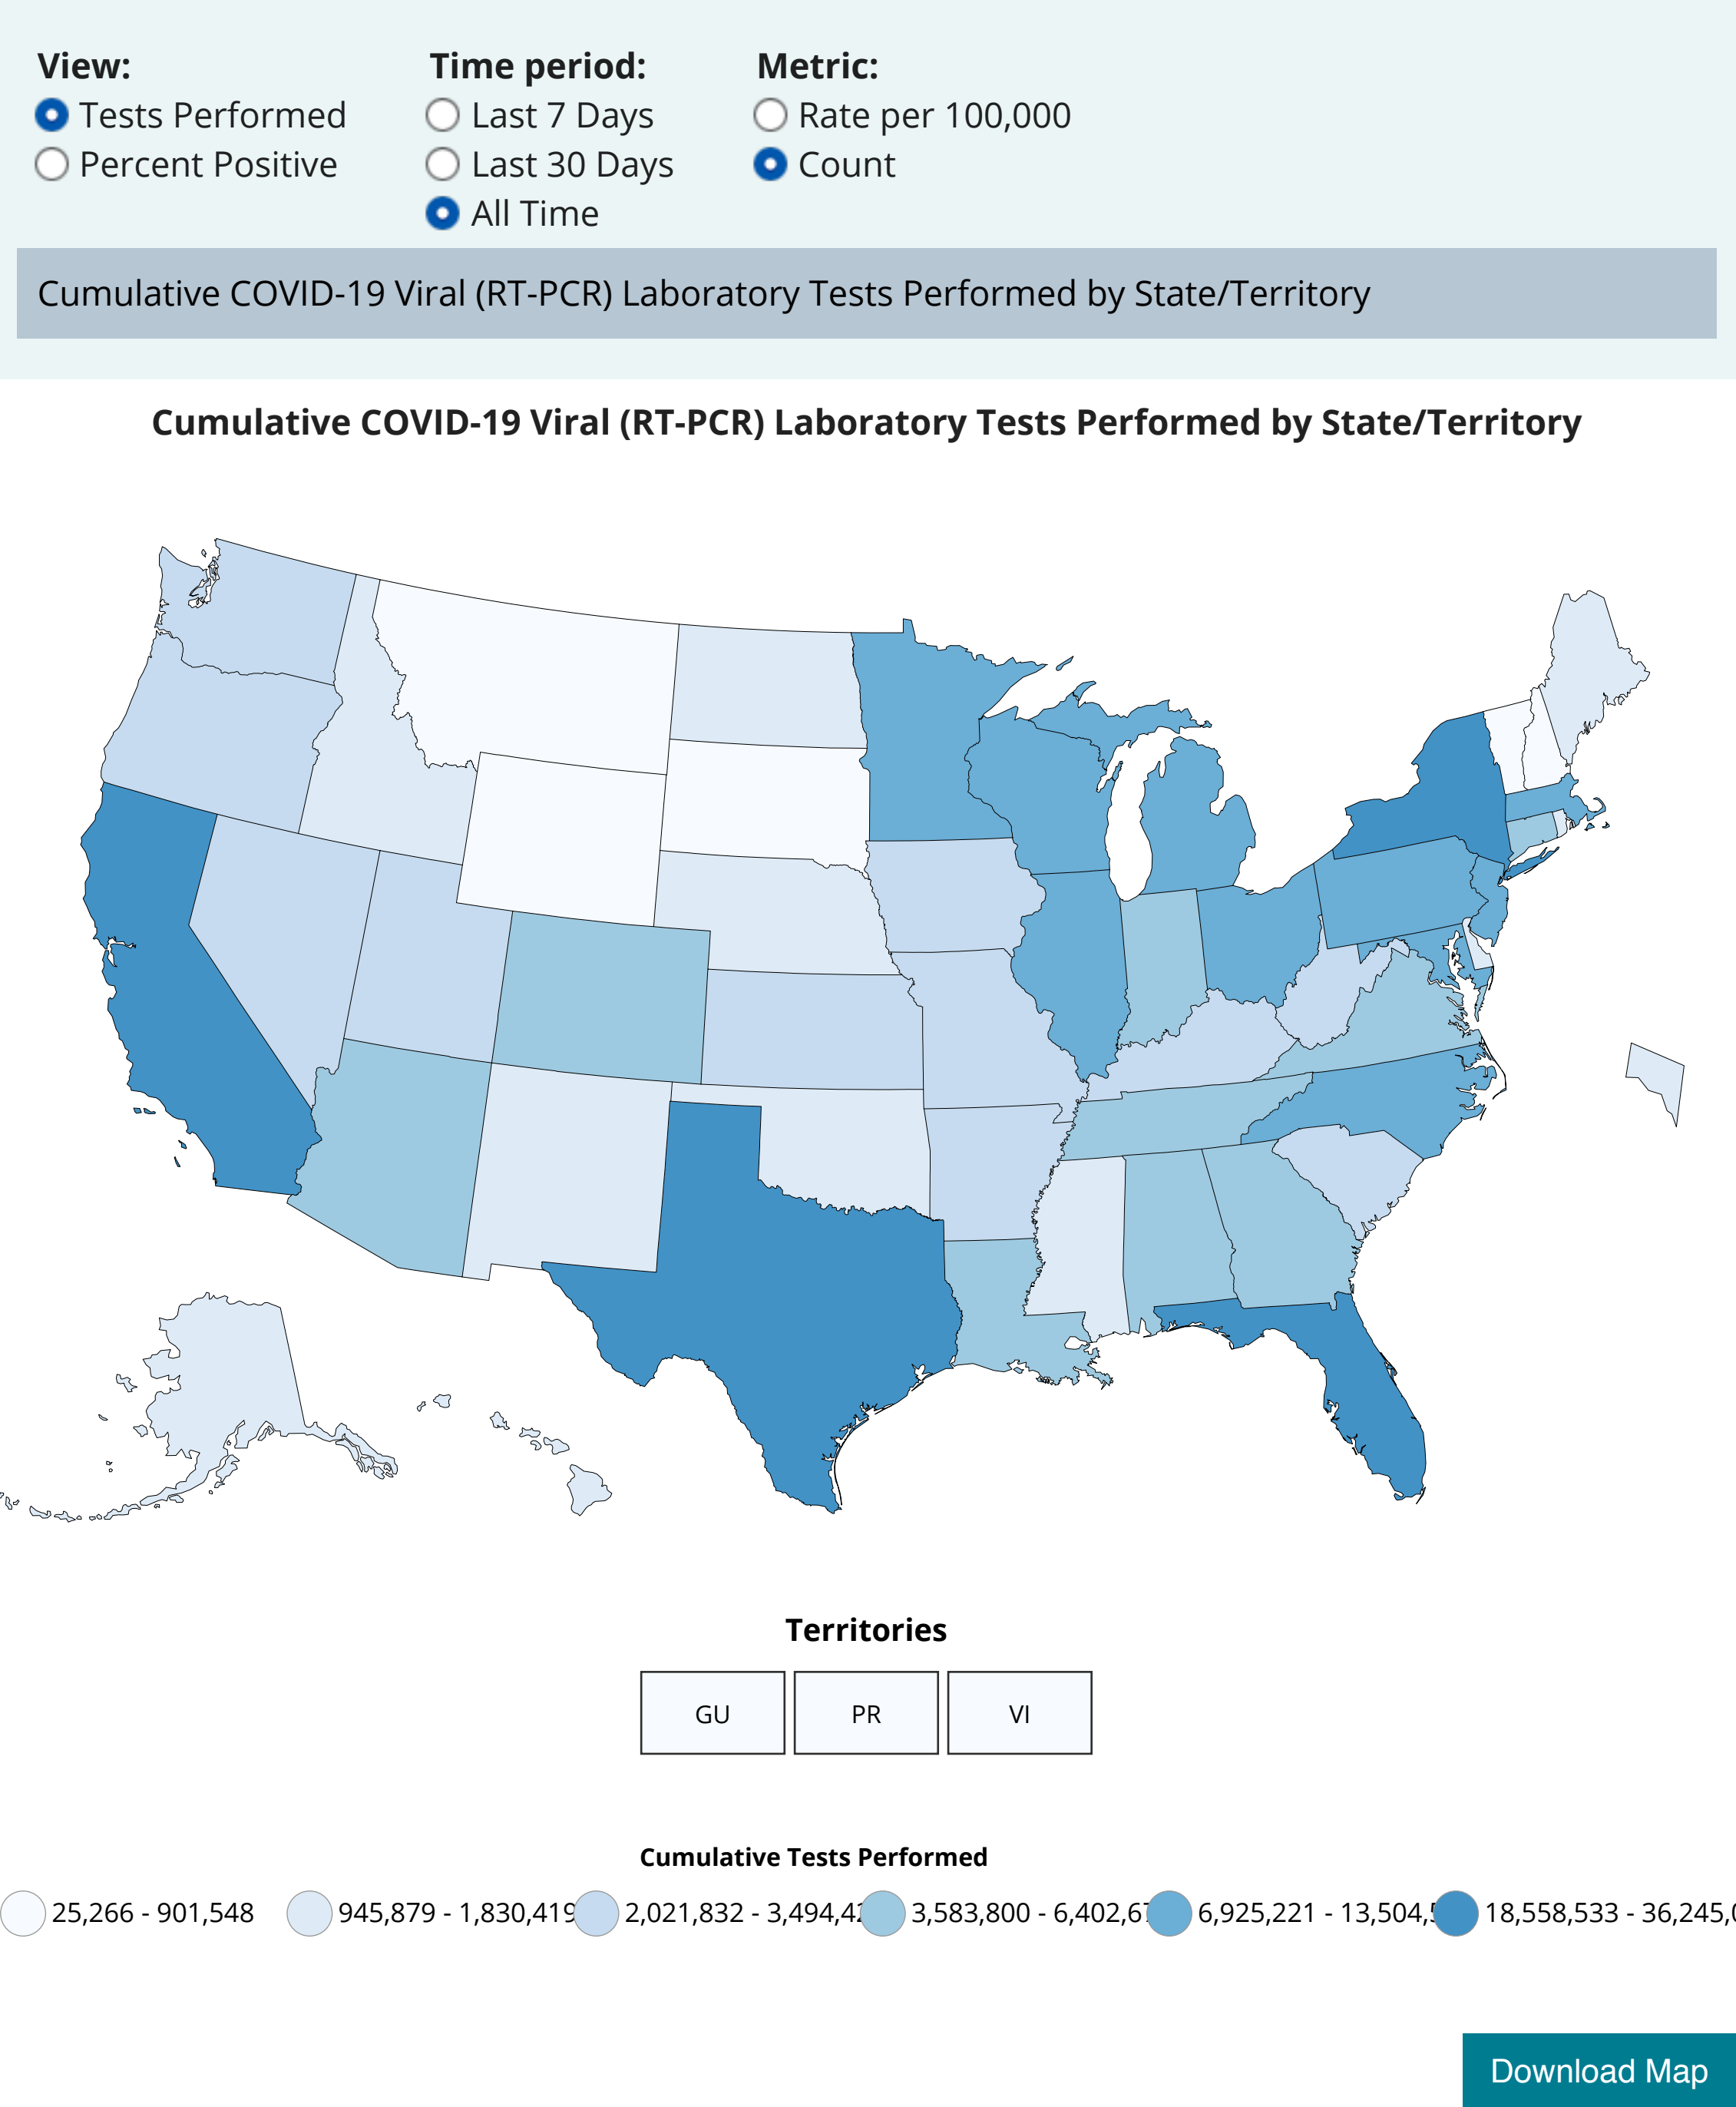 View:
Tests Performed
Percent Positive
Time period:
Last 7 Days
Last 30 Days
All Time
Metric:
Rate per 100,000
Count
Cumulative COVID-19 Viral (RT-PCR) Laboratory Tests Performed by State/Territory
Cumulative COVID-19 Viral (RT-PCR) Laboratory Tests Performed by State/Territory
Territories
GU PR VI
Cumulative Tests Performed
25,266 - 901,548
945,879 - 1,830,419
2,021,832 - 3,494,42
3,583,800 - 6,402,67
6,925,221 - 13,504,5
18,558,533 - 36,245,0
Download Map